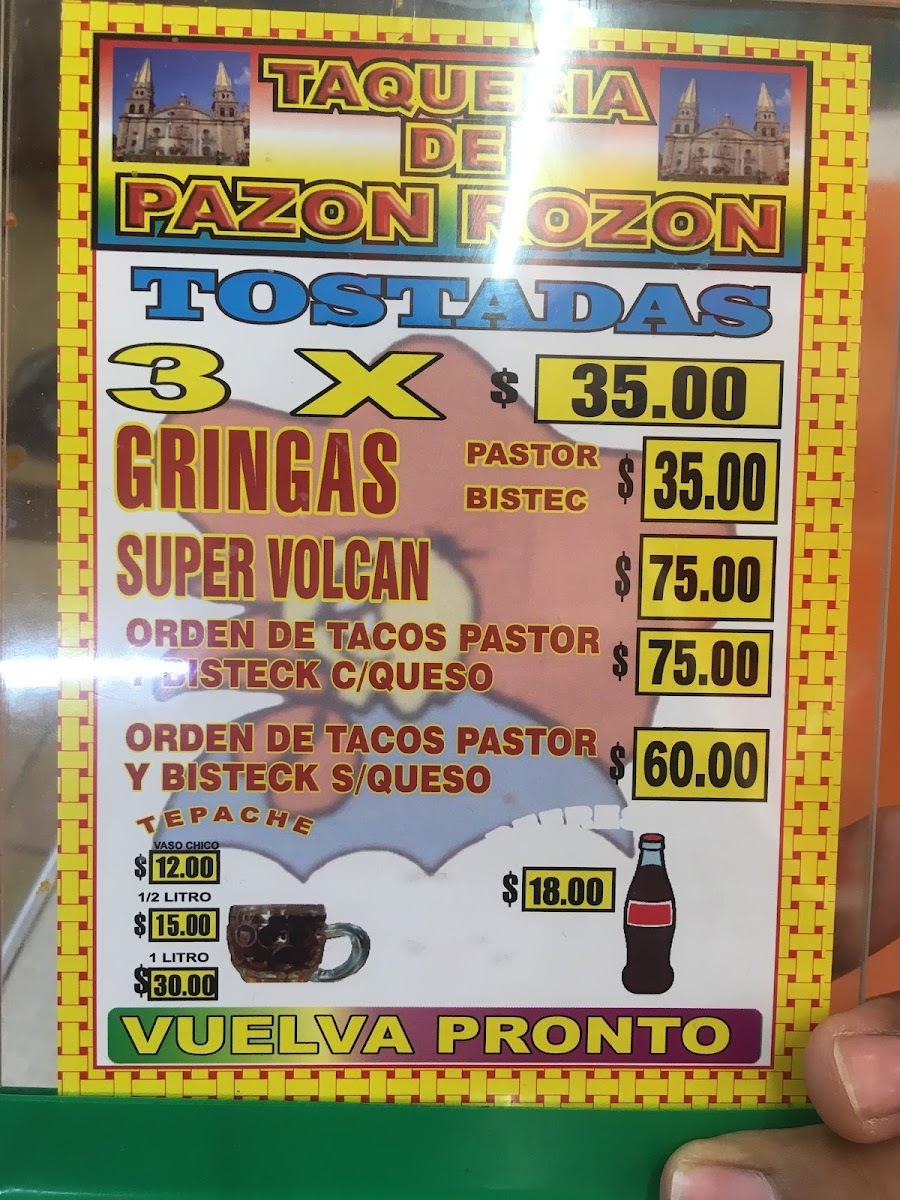 TAQUERIA
DE
PAZON ROZON
TOSTADAS
3 X $ 35.00
GRINGAS PASTOR BISTEC $ 35.00
SUPER VOLCAN $ 75.00
ORDEN DE TACOS PASTOR
Y BISTECK C/QUESO $ 75.00
ORDEN DE TACOS PASTOR
Y BISTECK S/QUESO $ 60.00
TEPACHE
VASO CHICO
$ 12.00
1/2 LITRO
$ 15.00
1 LITRO
$ 30.00
$ 18.00
VUELVA PRONTO